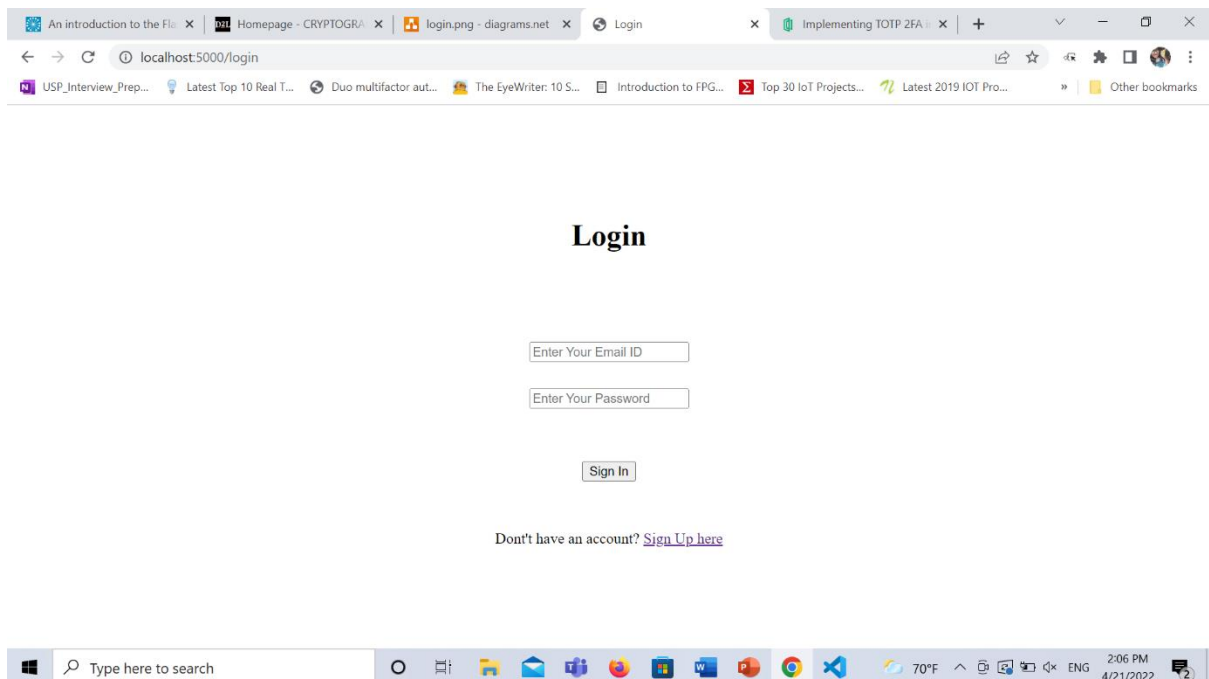 An introduction to the Fla
D2L Homepage - CRYPTOGRA
login.png - diagrams.net
Login
Implementing TOTP 2FA i
localhost:5000/login
USP_Interview_Prep...
Latest Top 10 Real T...
Duo multifactor aut...
The EyeWriter: 10 S...
Introduction to FPG...
Top 30 IoT Projects...
Latest 2019 IOT Pro...
»
Other bookmarks
Login
Enter Your Email ID
Enter Your Password
Sign In
Dont't have an account? Sign Up here
Type here to search
70°F
ENG
2:06 PM
4/21/2022
2